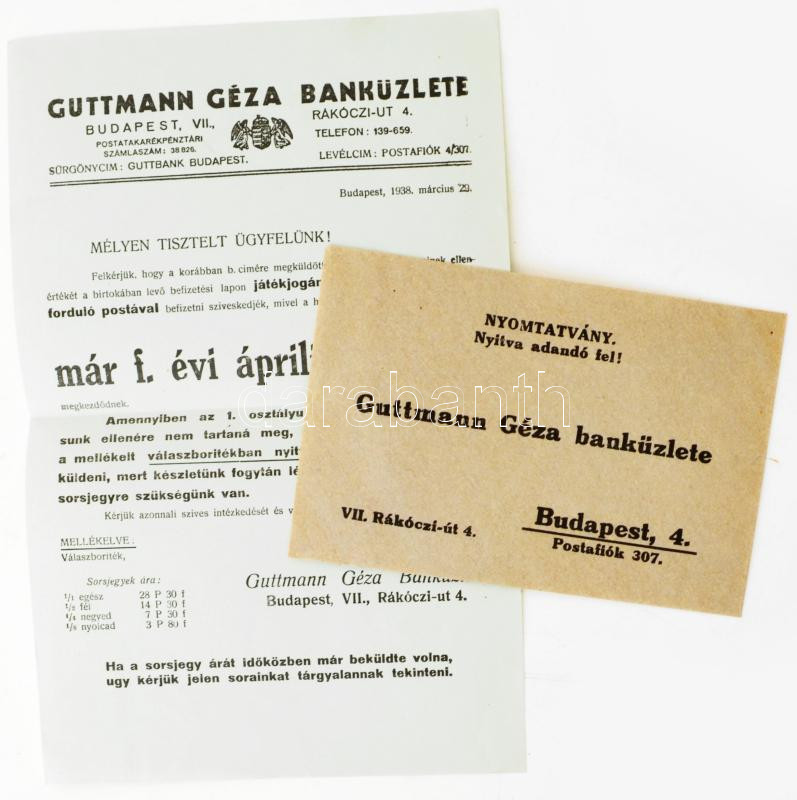 GUTTMANN GÉZA BANKÜZLETE
BUDAPEST, VII.,
RÁKÓCZI-UT 4.
POSTATAKARÉKPÉNZTÁRI
SZÁMLASZÁM: 38826.
TELEFON: 139-659.
SÜRGÖNYCIM: GUTTBANK BUDAPEST.
LEVÉLCIM: POSTAFIÓK 4/307.
Budapest, 1938. március 29.
MÉLYEN TISZTELT ÜGYFELÜNK!
Felkérjük, hogy a korábban b. cimére megküldött
ellen-
értékét a birtokában levő befizetési lapon játékjogán
forduló postával befizetni sziveskedjék, mivel a h
már f. évi ápril
megkezdődnek.
Amennyiben az 1. osztályu
sunk ellenére nem tartaná meg,
a mellékelt válaszboritékban nyit
küldeni, mert készletünk fogytán lé
sorsjegyre szükségünk van.
Kérjük azonnali szives intézkedését és v
MELLÉKELVE:
Válaszboriték,
Sorsjegyek ára:
1/1 egész 28 P 30 f
1/2 fél 14 P 30 f
1/4 negyed 7 P 30 f
1/8 nyolcad 3 P 80 f
Guttmann Géza Banküz
Budapest, VII., Rákóczi-ut 4.
Ha a sorsjegy árát időközben már beküldte volna,
ugy kérjük jelen sorainkat tárgyalannak tekinteni.
NYOMTATVÁNY.
Nyitva adandó fel!
Guttmann Géza banküzlete
VII. Rákóczi-út 4.
Budapest, 4.
Postafiók 307.
darabanth